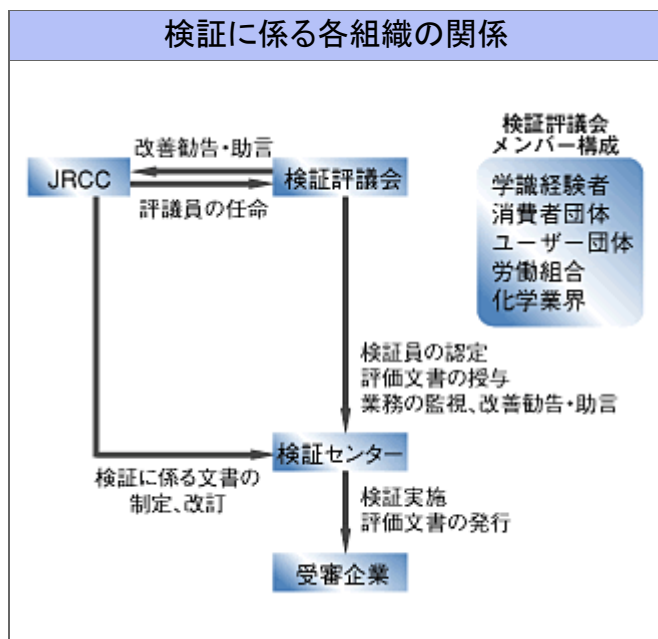 検証に係る各組織の関係
改善勧告・助言
JRCC
検証評議会
評議員の任命
検証評議会
メンバー構成
学識経験者
消費者団体
ユーザー団体
労働組合
化学業界
検証員の認定
評価文書の授与
業務の監視、改善勧告・助言
検証センター
検証に係る文書の
制定、改訂
検証実施
評価文書の発行
受審企業